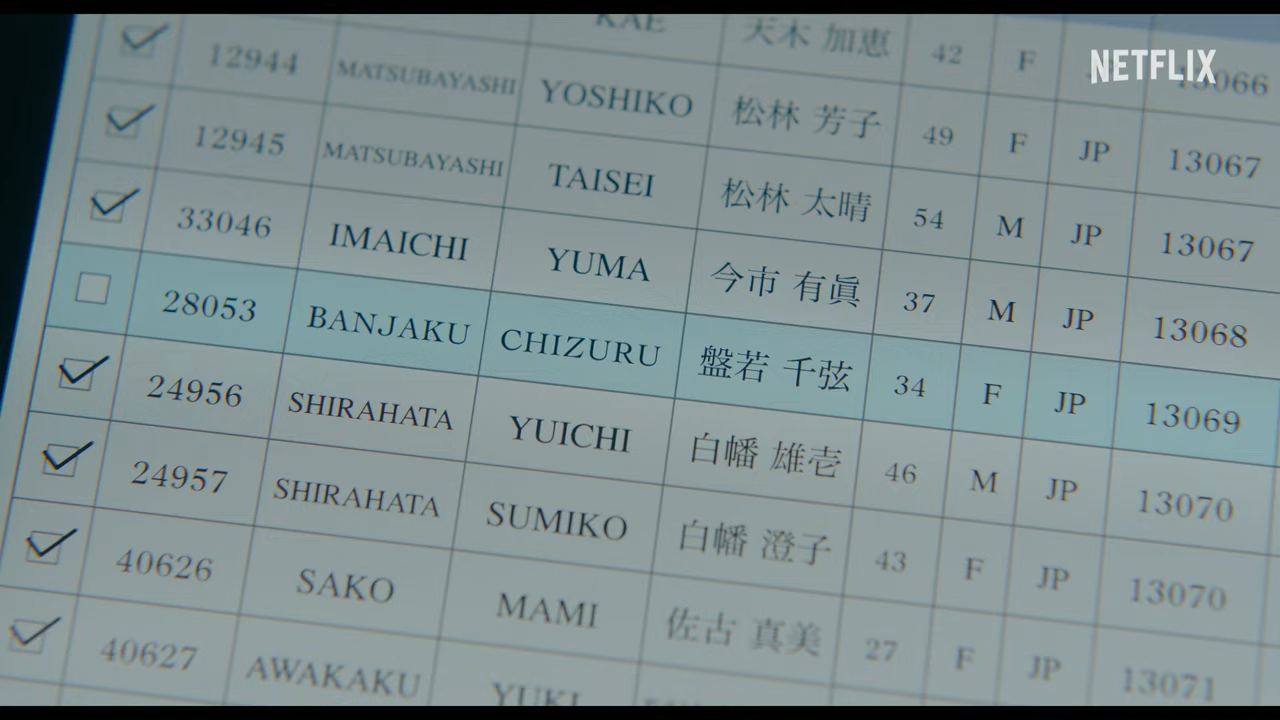 KAE 天木 加恵 42 F
NETFLIX
12944 MATSUBAYASHI YOSHIKO 松林 芳子 49 F JP 13067
12945 MATSUBAYASHI TAISEI 松林 太晴 54 M JP 13067
33046 IMAICHI YUMA 今市 有眞 37 M JP 13068
28053 BANJAKU CHIZURU 盤若 千弦 34 F JP 13069
24956 SHIRAHATA YUICHI 白幡 雄壱 46 M JP 13070
24957 SHIRAHATA SUMIKO 白幡 澄子 43 F JP 13070
40626 SAKO MAMI 佐古 真美 27 F JP 13071
40627 AWAKAKU YUKI